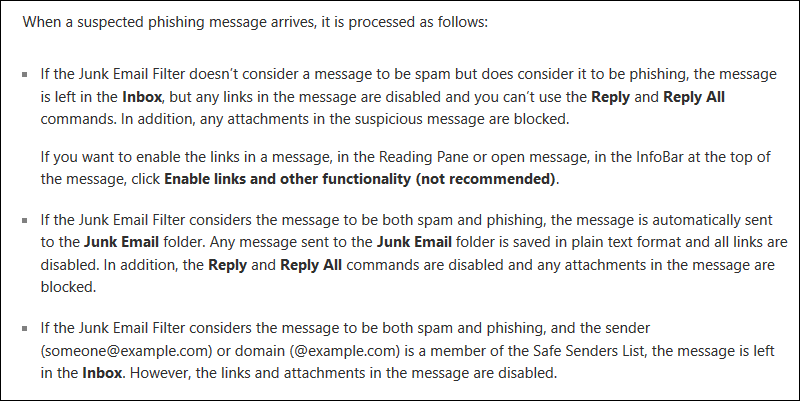 When a suspected phishing message arrives, it is processed as follows:
If the Junk Email Filter doesn't consider a message to be spam but does consider it to be phishing, the message
is left in the Inbox, but any links in the message are disabled and you can't use the Reply and Reply All
commands. In addition, any attachments in the suspicious message are blocked.
If you want to enable the links in a message, in the Reading Pane or open message, in the InfoBar at the top of
the message, click Enable links and other functionality (not recommended).
If the Junk Email Filter considers the message to be both spam and phishing, the message is automatically sent
to the Junk Email folder. Any message sent to the Junk Email folder is saved in plain text format and all links are
disabled. In addition, the Reply and Reply All commands are disabled and any attachments in the message are
blocked.
If the Junk Email Filter considers the message to be both spam and phishing, and the sender
(someone@example.com) or domain (@example.com) is a member of the Safe Senders List, the message is left
in the Inbox. However, the links and attachments in the message are disabled.